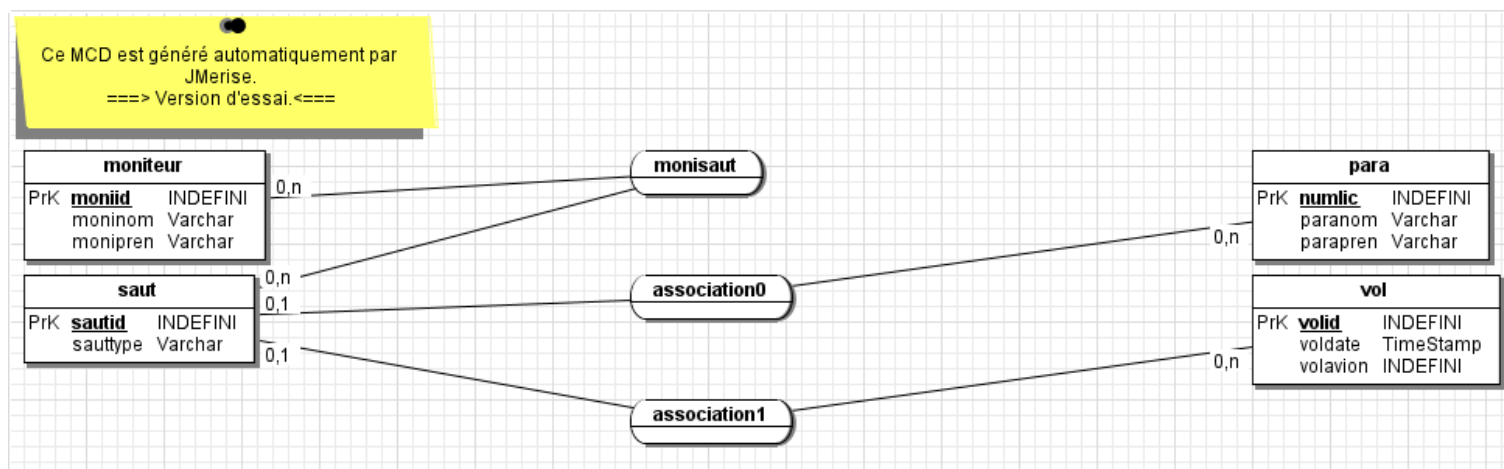 Ce MCD est généré automatiquement par
JMerise.
===> Version d'essai.<===
moniteur
PrK moniid INDEFINI
moninom Varchar
monipren Varchar
0,n
monisaut
para
PrK numlic INDEFINI
paranom Varchar
parapren Varchar
0,n
saut
PrK sautid INDEFINI
sauttype Varchar
0,n
0,1
0,1
association0
vol
PrK volid INDEFINI
voldate TimeStamp
volavion INDEFINI
0,n
association1